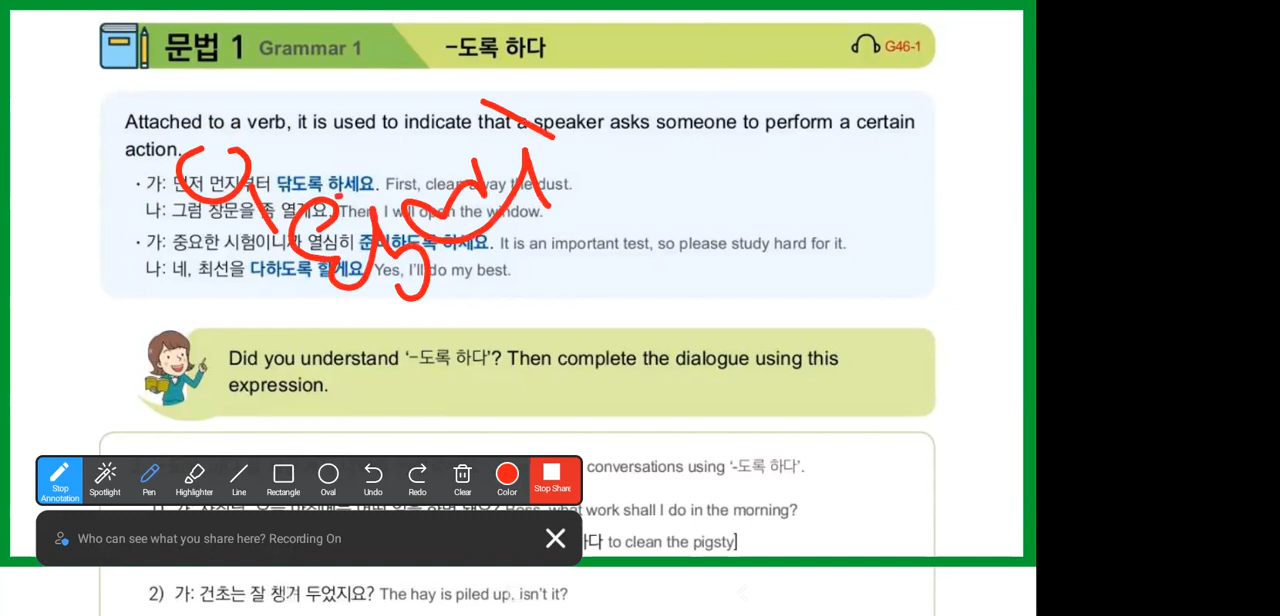 문법 1 Grammar 1 -도록 하다 G46-1
Attached to a verb, it is used to indicate that a speaker asks someone to perform a certain
action.
· 가: 먼저 먼지부터 닦도록 하세요. First, clean away the dust.
나: 그럼 창문을 좀 열게요. Then, I will open the window.
· 가: 중요한 시험이니까 열심히 준비하도록 하세요. It is an important test, so please study hard for it.
나: 네, 최선을 다하도록 할게요. Yes, I'll do my best.
Did you understand ‘-도록 하다’? Then complete the dialogue using this
expression.
conversations using ‘-도록 하다’.
what work shall I do in the morning?
하다 to clean the pigsty]
Stop Annotation Spotlight Pen Highlighter Line Rectangle Oval Undo Redo Clear Color Stop Share
Who can see what you share here? Recording On
2) 가: 건초는 잘 챙겨 두었지요? The hay is piled up, isn't it?